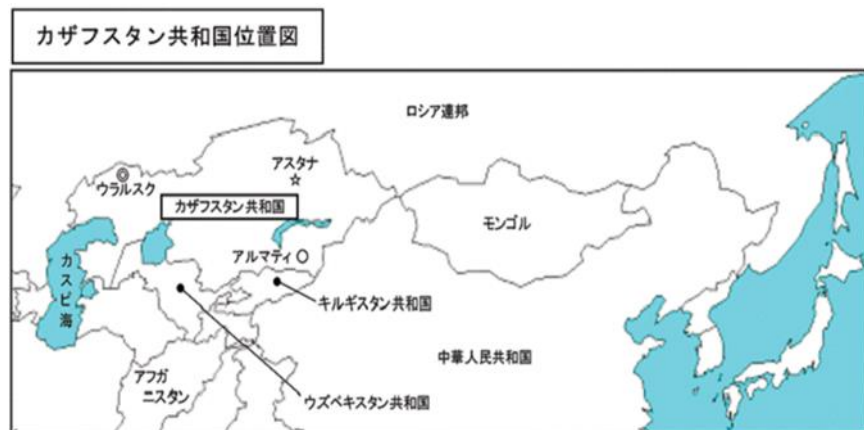 カザフスタン共和国位置図
ロシア連邦
アスタナ
☆
◎
ウラルスク
カザフスタン共和国
モンゴル
アルマティ○
カスピ海
キルギスタン共和国
中華人民共和国
アフガ
ニスタン
ウズベキスタン共和国